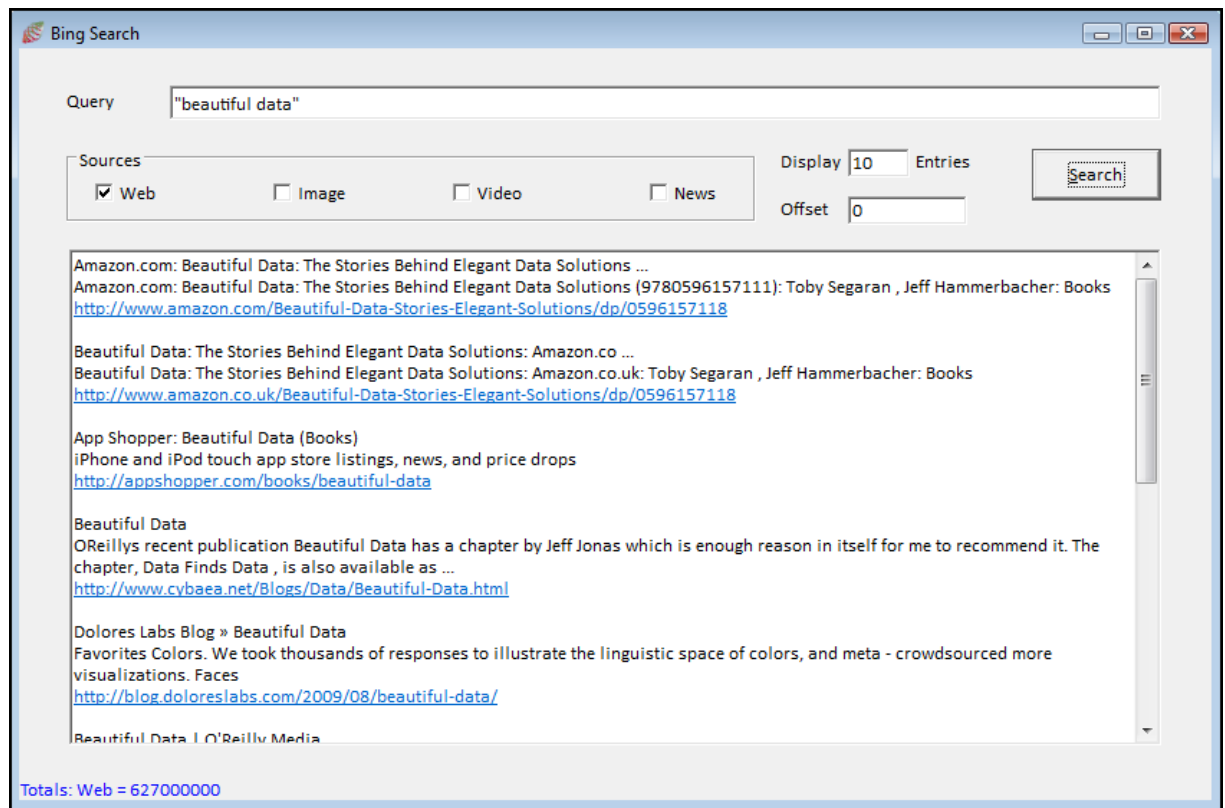 Bing Search
Query "beautiful data"
Sources
Web Image Video News
Display 10 Entries
Search
Offset 0
Amazon.com: Beautiful Data: The Stories Behind Elegant Data Solutions ...
Amazon.com: Beautiful Data: The Stories Behind Elegant Data Solutions (9780596157111): Toby Segaran , Jeff Hammerbacher: Books
http://www.amazon.com/Beautiful-Data-Stories-Elegant-Solutions/dp/0596157118
Beautiful Data: The Stories Behind Elegant Data Solutions: Amazon.co ...
Beautiful Data: The Stories Behind Elegant Data Solutions: Amazon.co.uk: Toby Segaran , Jeff Hammerbacher: Books
http://www.amazon.co.uk/Beautiful-Data-Stories-Elegant-Solutions/dp/0596157118
App Shopper: Beautiful Data (Books)
iPhone and iPod touch app store listings, news, and price drops
http://appshopper.com/books/beautiful-data
Beautiful Data
OReillys recent publication Beautiful Data has a chapter by Jeff Jonas which is enough reason in itself for me to recommend it. The
chapter, Data Finds Data , is also available as ...
http://www.cybaea.net/Blogs/Data/Beautiful-Data.html
Dolores Labs Blog » Beautiful Data
Favorites Colors. We took thousands of responses to illustrate the linguistic space of colors, and meta - crowdsourced more
visualizations. Faces
http://blog.doloreslabs.com/2009/08/beautiful-data/
Beautiful Data | O'Reilly Media
Totals: Web = 627000000